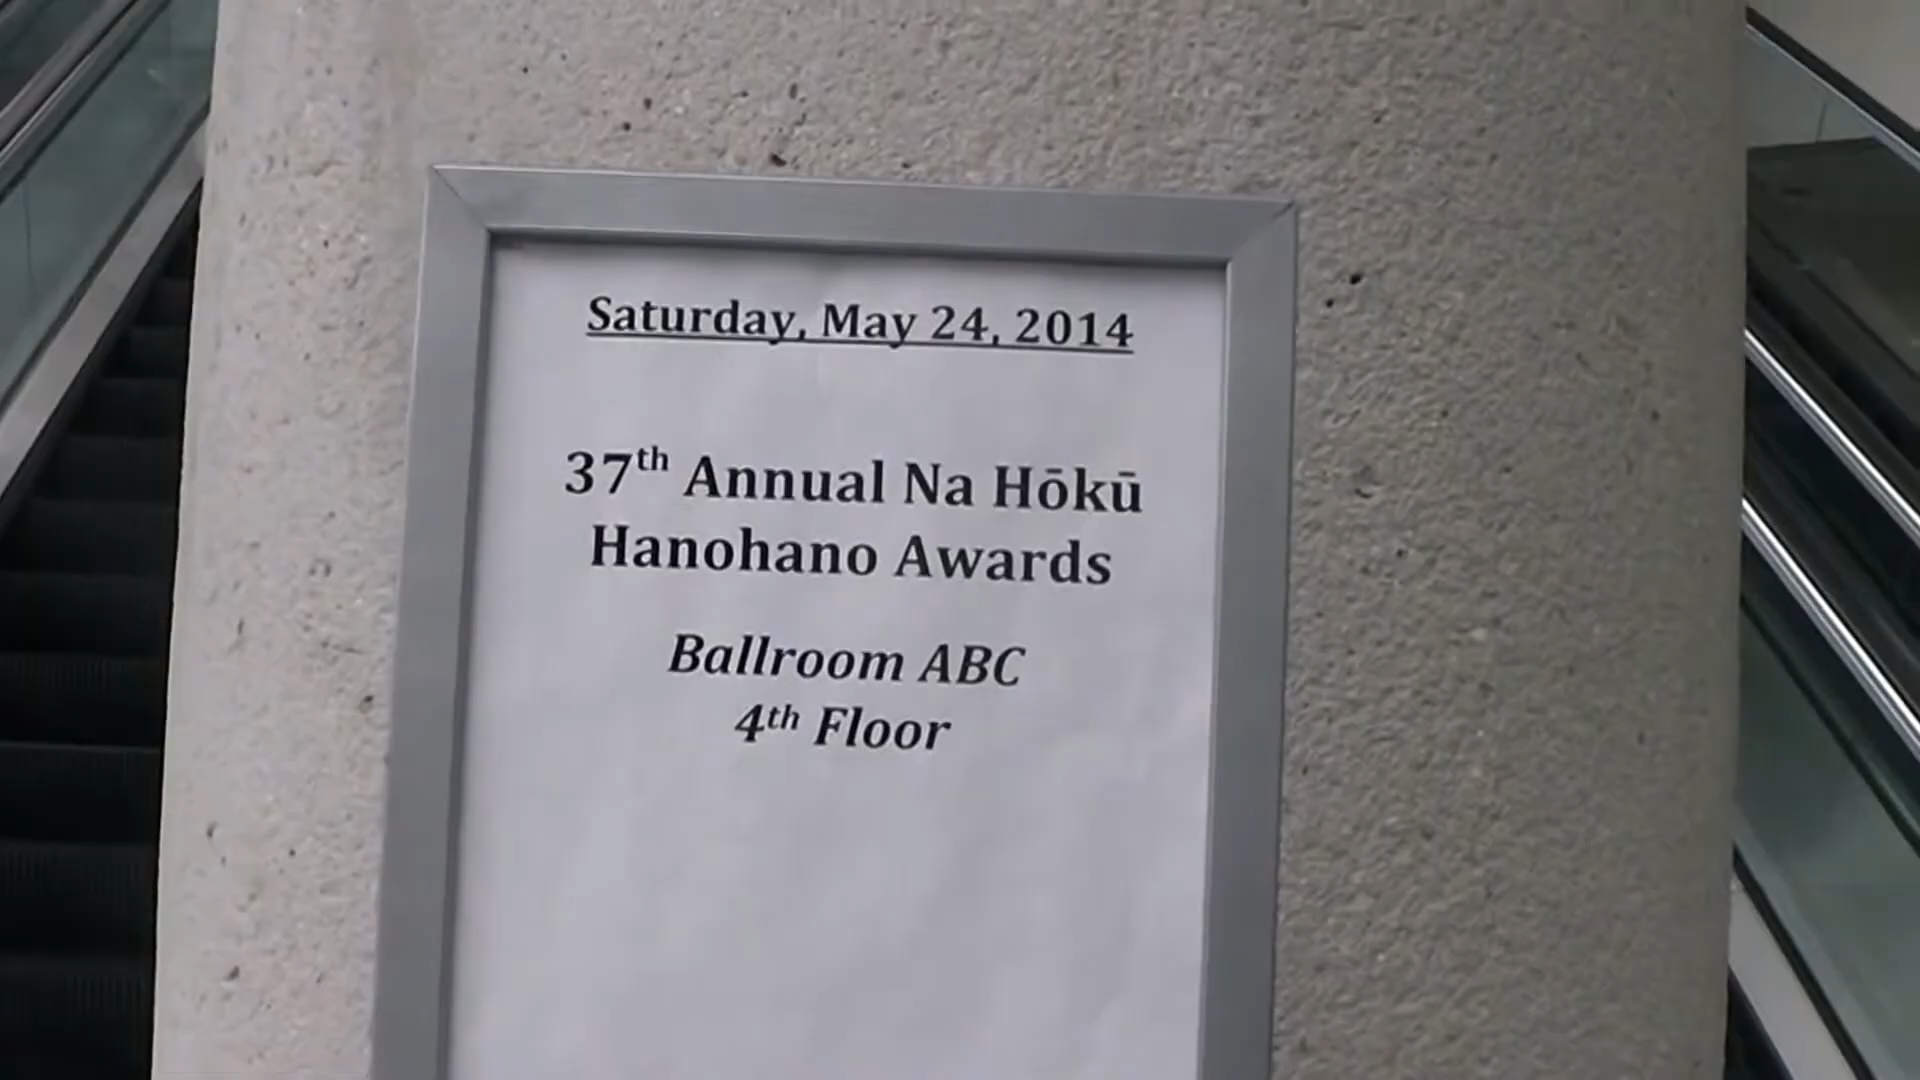 Saturday, May 24, 2014
37th Annual Na Hōkū
Hanohano Awards
Ballroom ABC
4th Floor